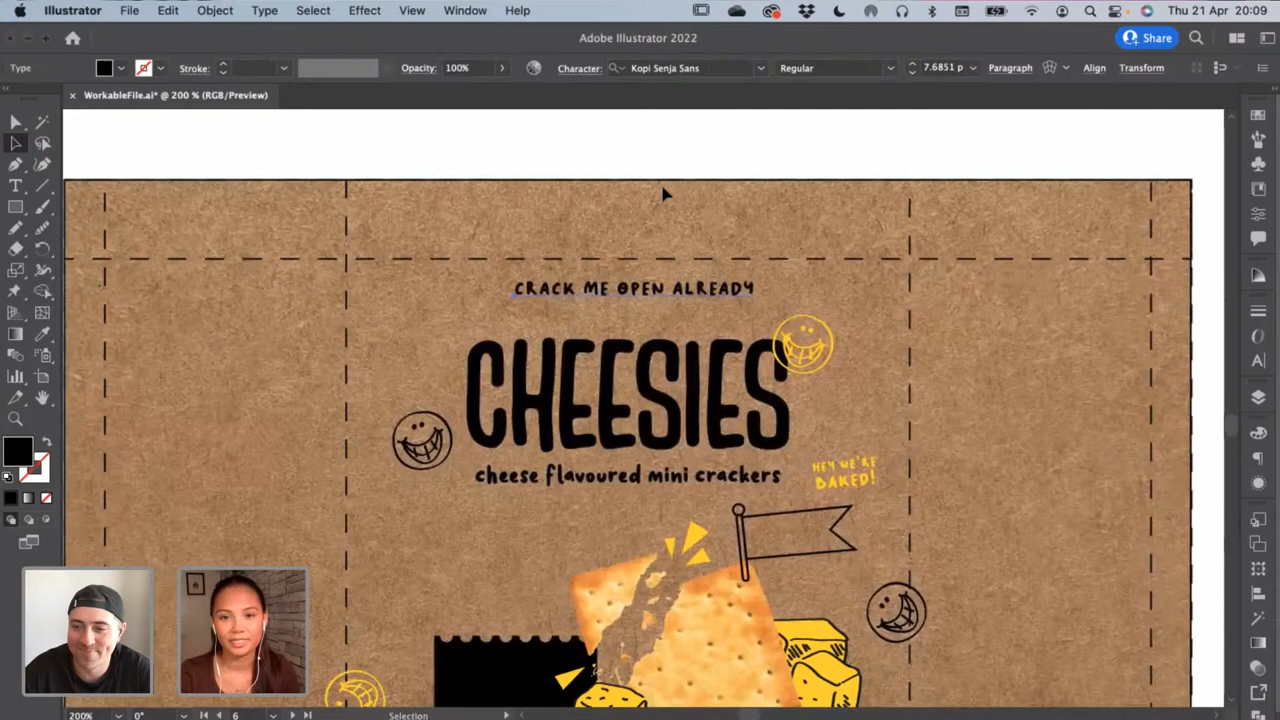 Illustrator File Edit Object Type Select Effect View Window Help Thu 21 Apr 20:09
Adobe Illustrator 2022 Share
Type Stroke: Opacity: 100% Character: Kopi Senja Sans Regular 7.6851 p Paragraph Align Transform
WorkableFile.ai* @ 200 % (RGB/Preview)
CRACK ME OPEN ALREADY
CHEESIES
cheese flavoured mini crackers
HEY WE'RE
BAKED!
200% 0° 6 Selection